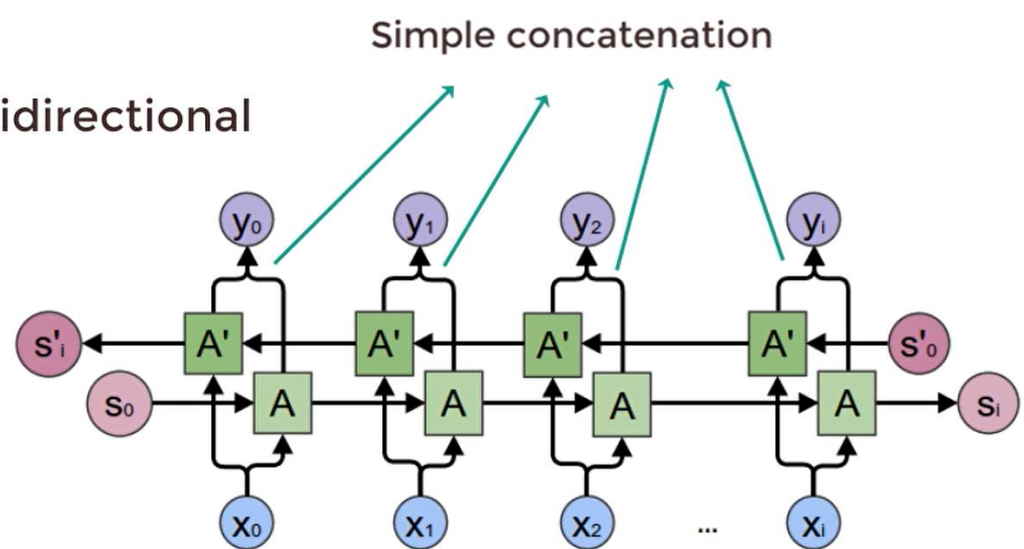 Simple concatenation
idirectional
y₀ y₁ y₂ yᵢ
s'ᵢ A' A' A' A' s'₀
s₀ A A A A sᵢ
x₀ x₁ x₂ ... xᵢ